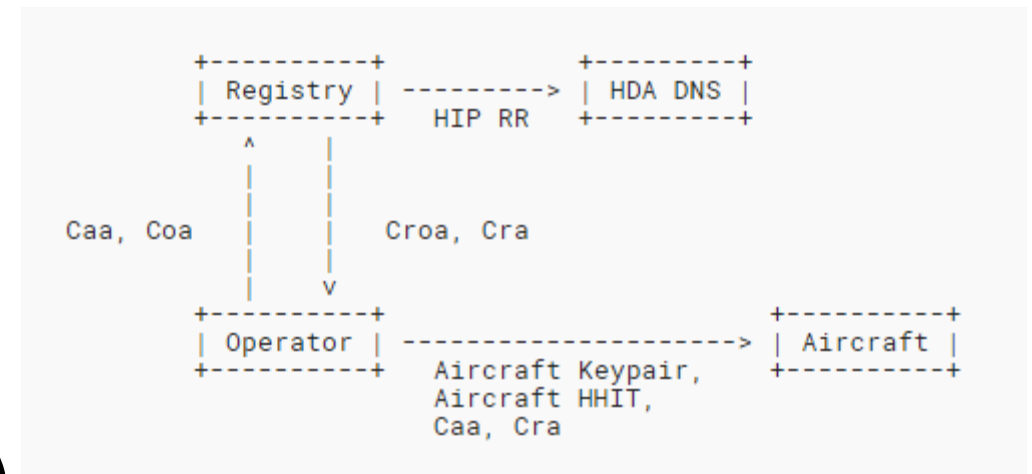 Registry
HDA DNS
HIP RR
Caa, Coa
Croa, Cra
Operator
Aircraft
Aircraft Keypair,
Aircraft HHIT,
Caa, Cra